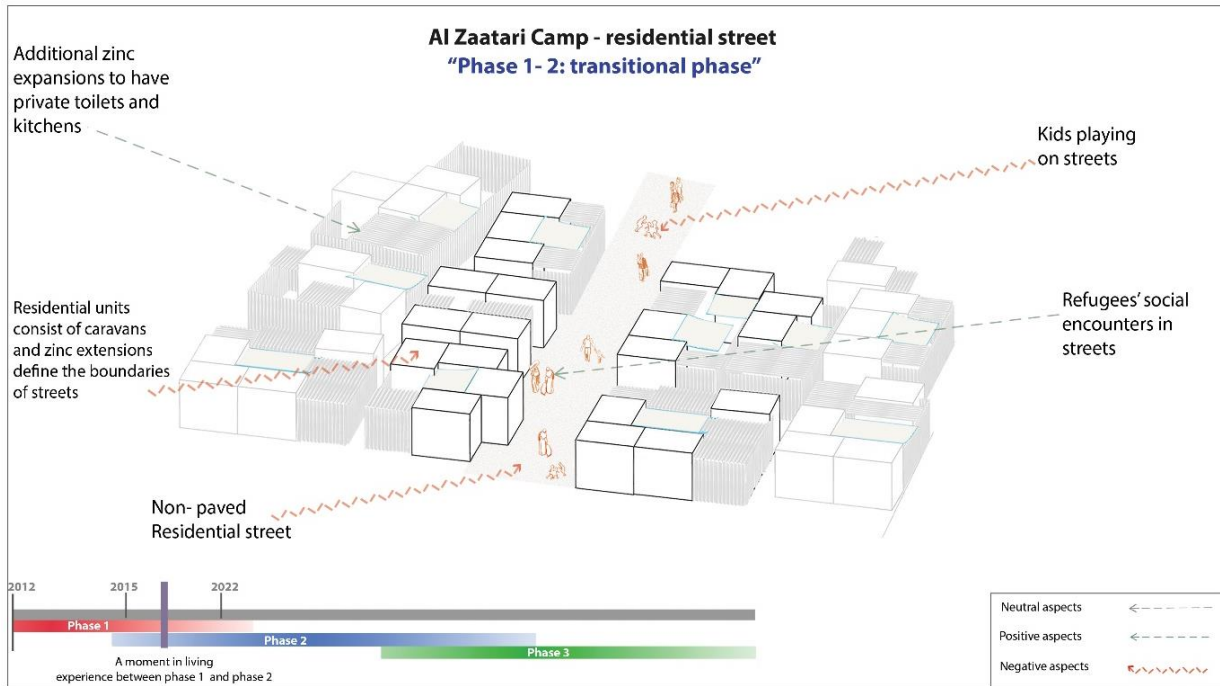 Al Zaatari Camp - residential street
“Phase 1- 2: transitional phase”
Additional zinc
expansions to have
private toilets and
kitchens
Kids playing
on streets
Residential units
consist of caravans
and zinc extensions
define the boundaries
of streets
Refugees’ social
encounters in
streets
Non- paved
Residential street
2012
2015
2022
Phase 1
Phase 2
Phase 3
A moment in living
experience between phase 1 and phase 2
Neutral aspects
Positive aspects
Negative aspects